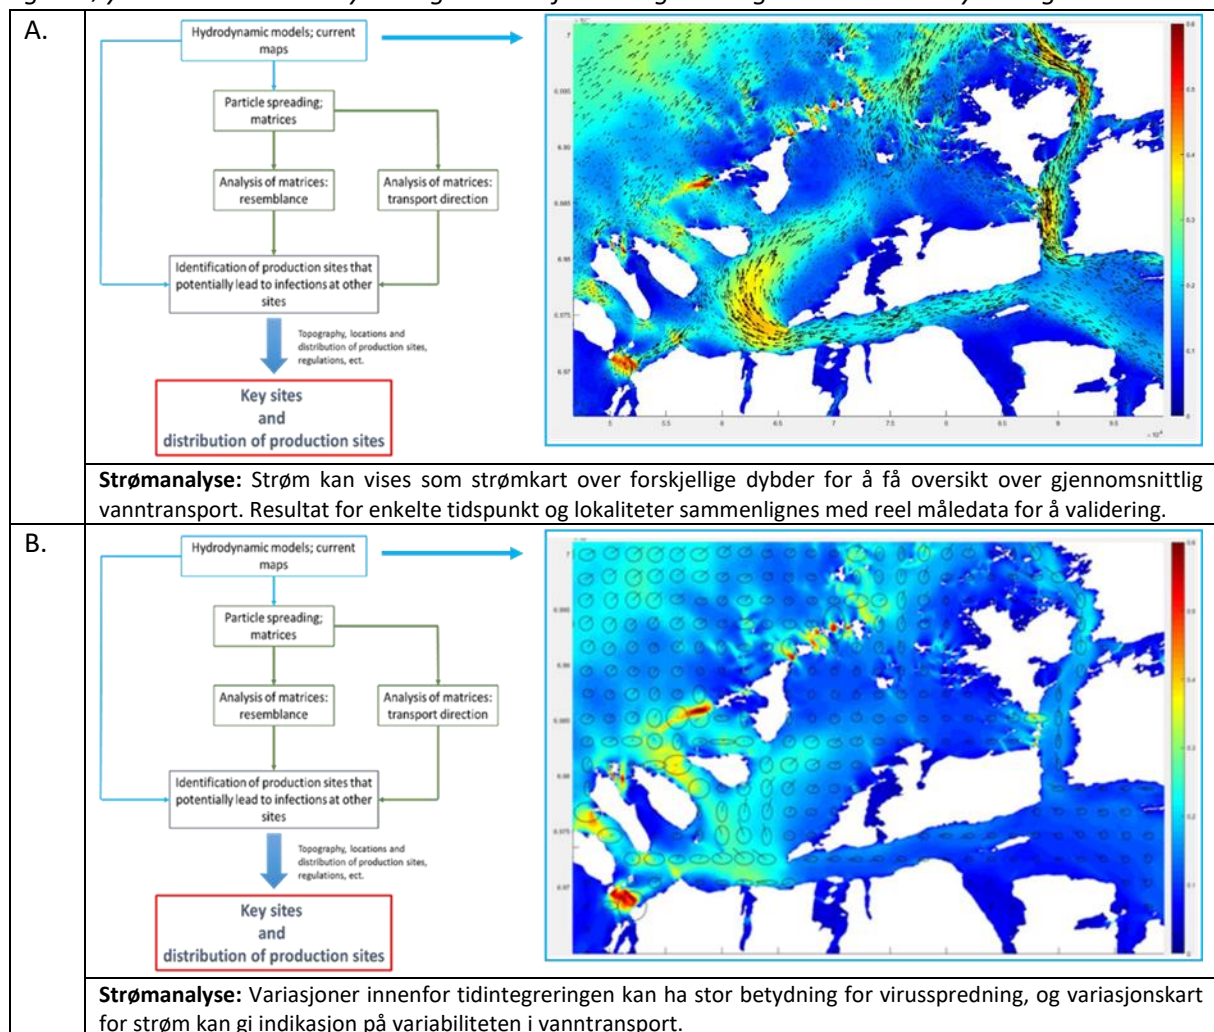 A.
Hydrodynamic models; current
maps
Particle spreading;
matrices
Analysis of matrices:
resemblance
Analysis of matrices:
transport direction
Identification of production sites that
potentially lead to infections at other
sites
Topography, locations and
distribution of production sites,
regulations, ect.
Key sites
and
distribution of production sites
Strømanalyse: Strøm kan vises som strømkart over forskjellige dybder for å få oversikt over gjennomsnittlig
vanntransport. Resultat for enkelte tidspunkt og lokaliteter sammenlignes med reel måledata for å validering.
B.
Hydrodynamic models; current
maps
Particle spreading;
matrices
Analysis of matrices:
resemblance
Analysis of matrices:
transport direction
Identification of production sites that
potentially lead to infections at other
sites
Topography, locations and
distribution of production sites,
regulations, ect.
Key sites
and
distribution of production sites
Strømanalyse: Variasjoner innenfor tidintegreringen kan ha stor betydning for virusspredning, og variasjonskart
for strøm kan gi indikasjon på variabiliteten i vanntransport.